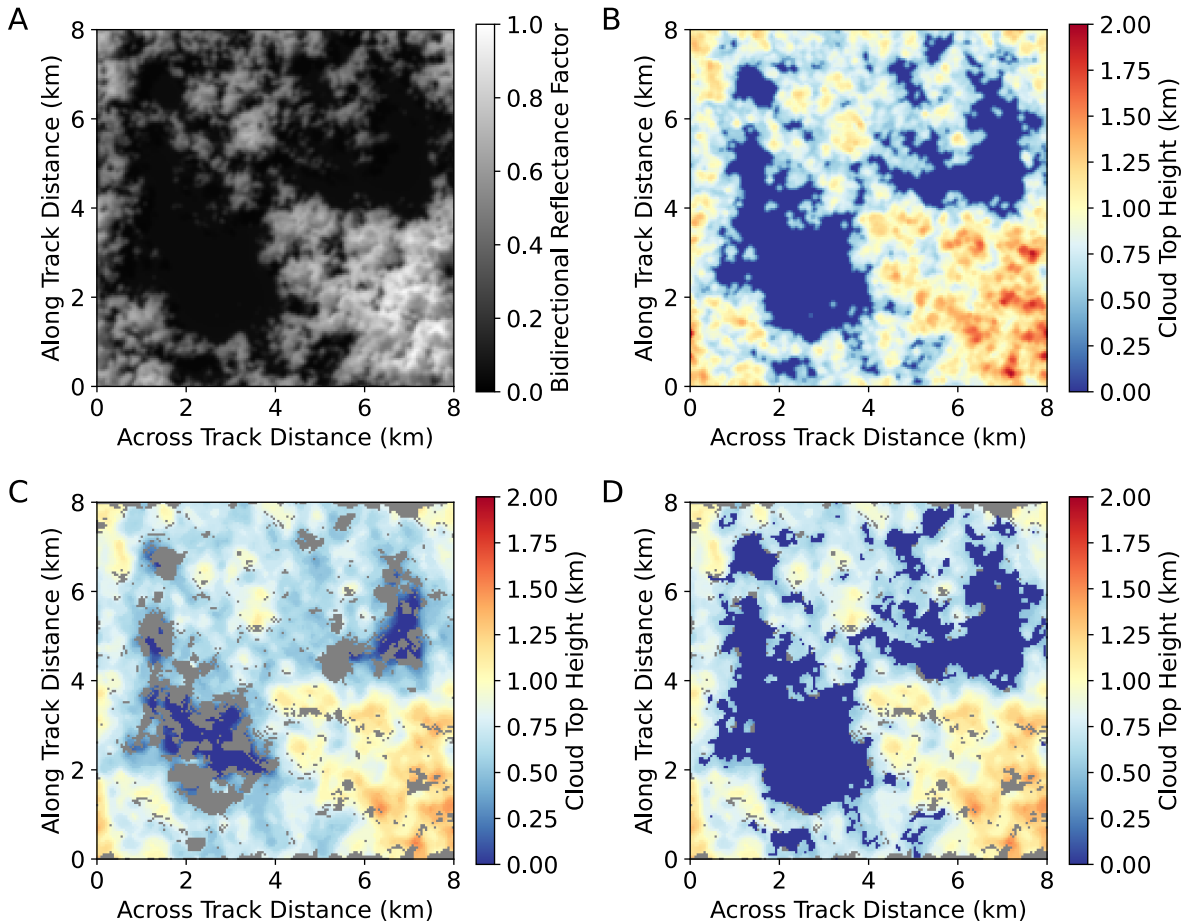 A
8
6
4
2
0
Along Track Distance (km)
0 2 4 6 8
Across Track Distance (km)
1.0
0.8
0.6
0.4
0.2
0.0
Bidirectional Reflectance Factor
B
8
6
4
2
0
Along Track Distance (km)
0 2 4 6 8
Across Track Distance (km)
2.00
1.75
1.50
1.25
1.00
0.75
0.50
0.25
0.00
Cloud Top Height (km)
C
8
6
4
2
0
Along Track Distance (km)
0 2 4 6 8
Across Track Distance (km)
2.00
1.75
1.50
1.25
1.00
0.75
0.50
0.25
0.00
Cloud Top Height (km)
D
8
6
4
2
0
Along Track Distance (km)
0 2 4 6 8
Across Track Distance (km)
2.00
1.75
1.50
1.25
1.00
0.75
0.50
0.25
0.00
Cloud Top Height (km)